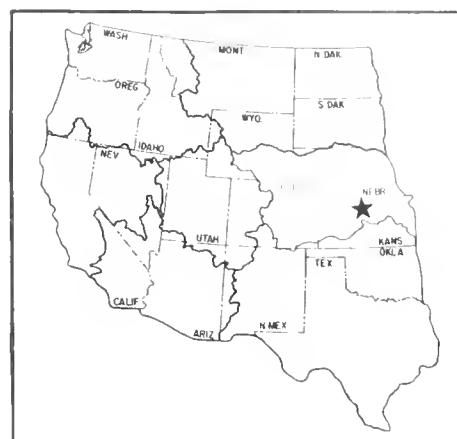 WASH
MONT
N DAK
OREG
S DAK
WYO
IDAHO
NEV
NEBR
UTAH
KANS
OKLA
TEX
CALIF
N MEX
ARIZ